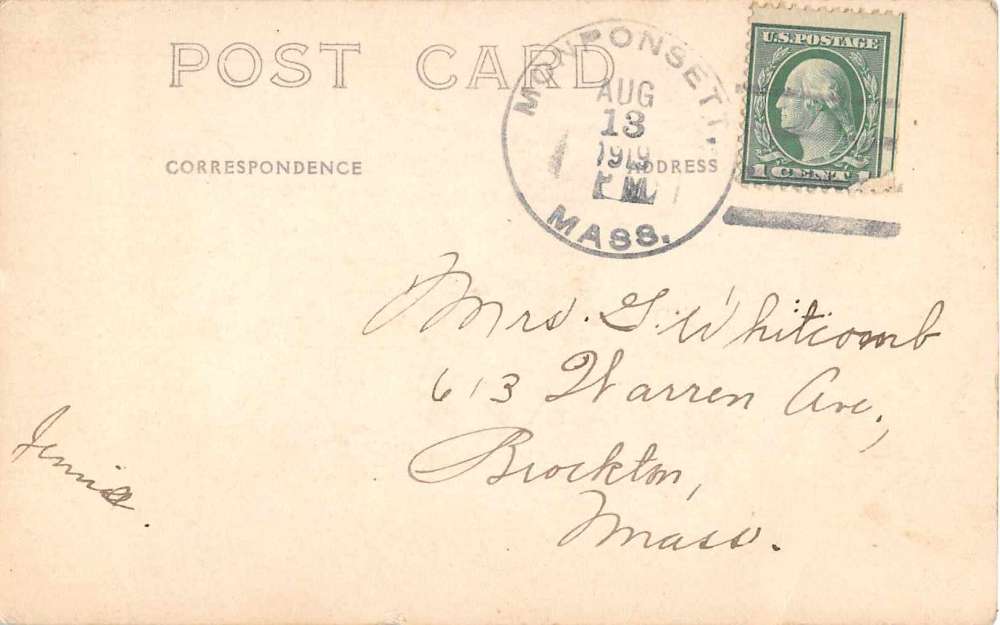 POST CARD
MONPONSETT,
AUG
13
1919
P M
MASS.
U.S. POSTAGE
1 CENT 1
CORRESPONDENCE
ADDRESS
Mrs. G. Whitcomb
613 Warren Ave,
Brockton,
Mass.
Jennie.